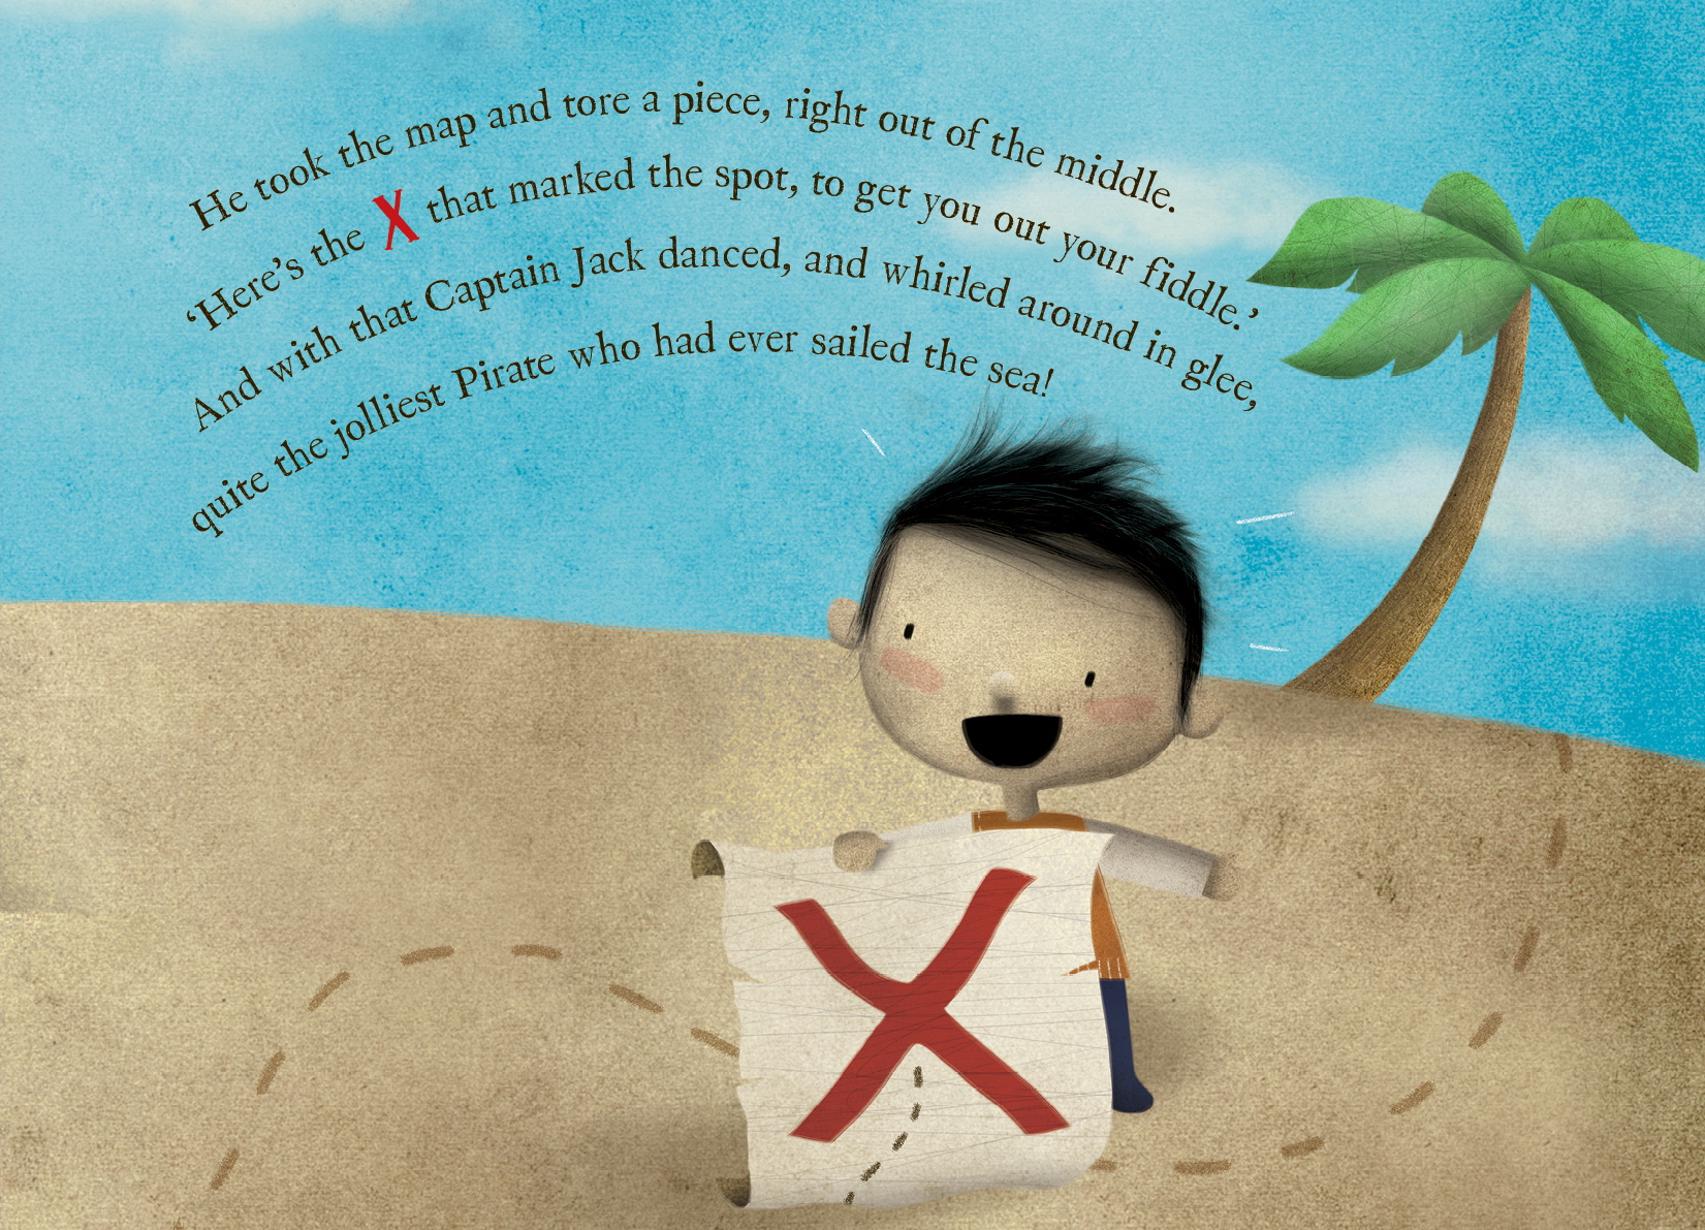 He took the map and tore a piece, right out of the middle.
‘Here’s the X that marked the spot, to get you out your fiddle.’
And with that Captain Jack danced, and whirled around in glee,
quite the jolliest Pirate who had ever sailed the sea!
X